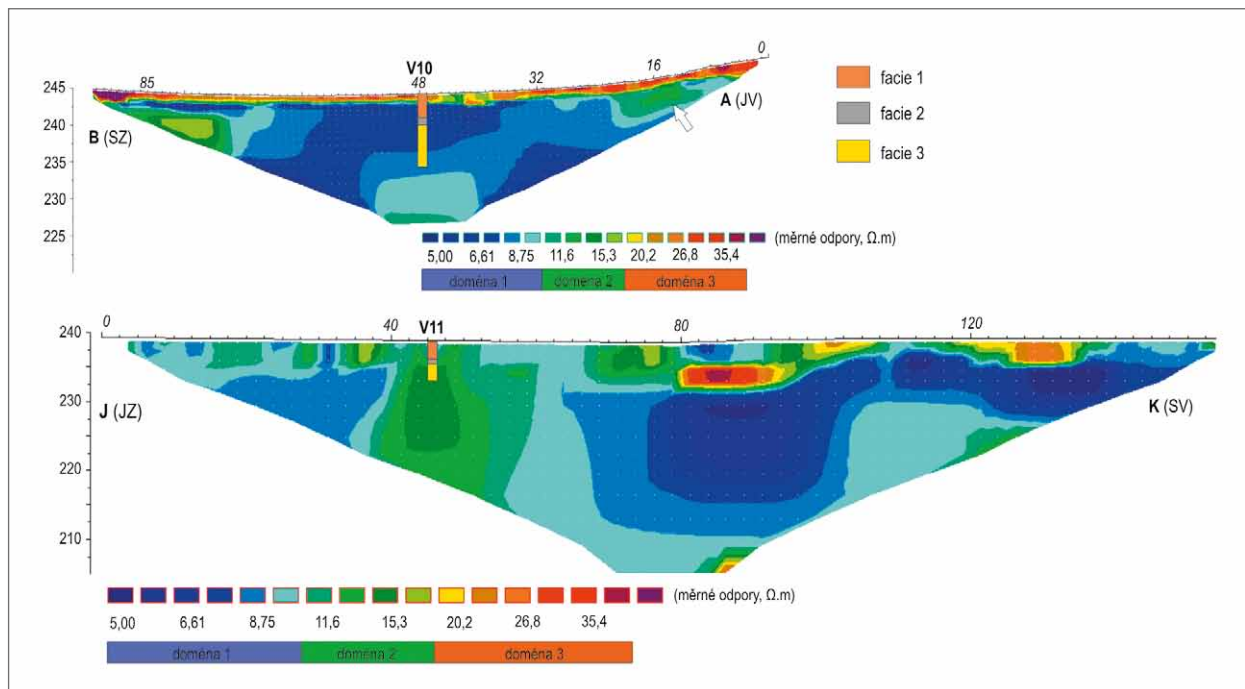 0
16
V10
32
48
85
245
240
235
230
225
A (JV)
B (SZ)
facie 1
facie 2
facie 3
(měrné odpory, Ω.m)
5,00 6,61 8,75 11,6 15,3 20,2 26,8 35,4
doména 1 doména 2 doména 3
0 40 V11 80 120
240
230
220
210
J (JZ)
K (SV)
(měrné odpory, Ω.m)
5,00 6,61 8,75 11,6 15,3 20,2 26,8 35,4
doména 1 doména 2 doména 3